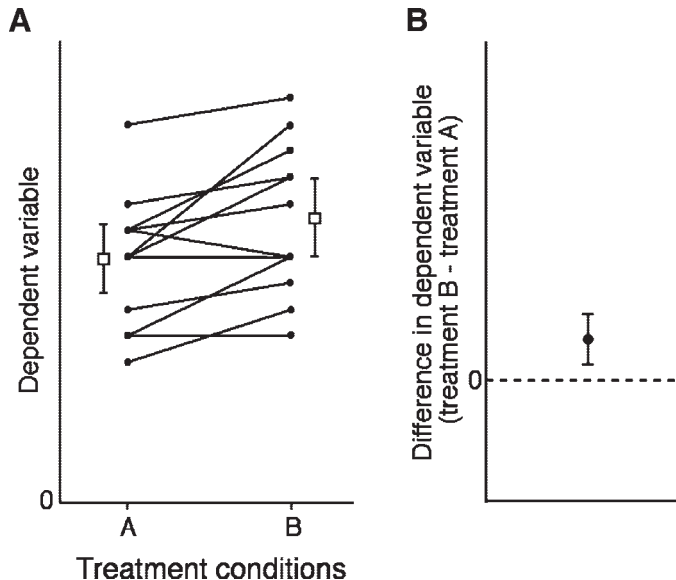 A
Dependent variable
0
A B
Treatment conditions
B
Difference in dependent variable
(treatment B - treatment A)
0